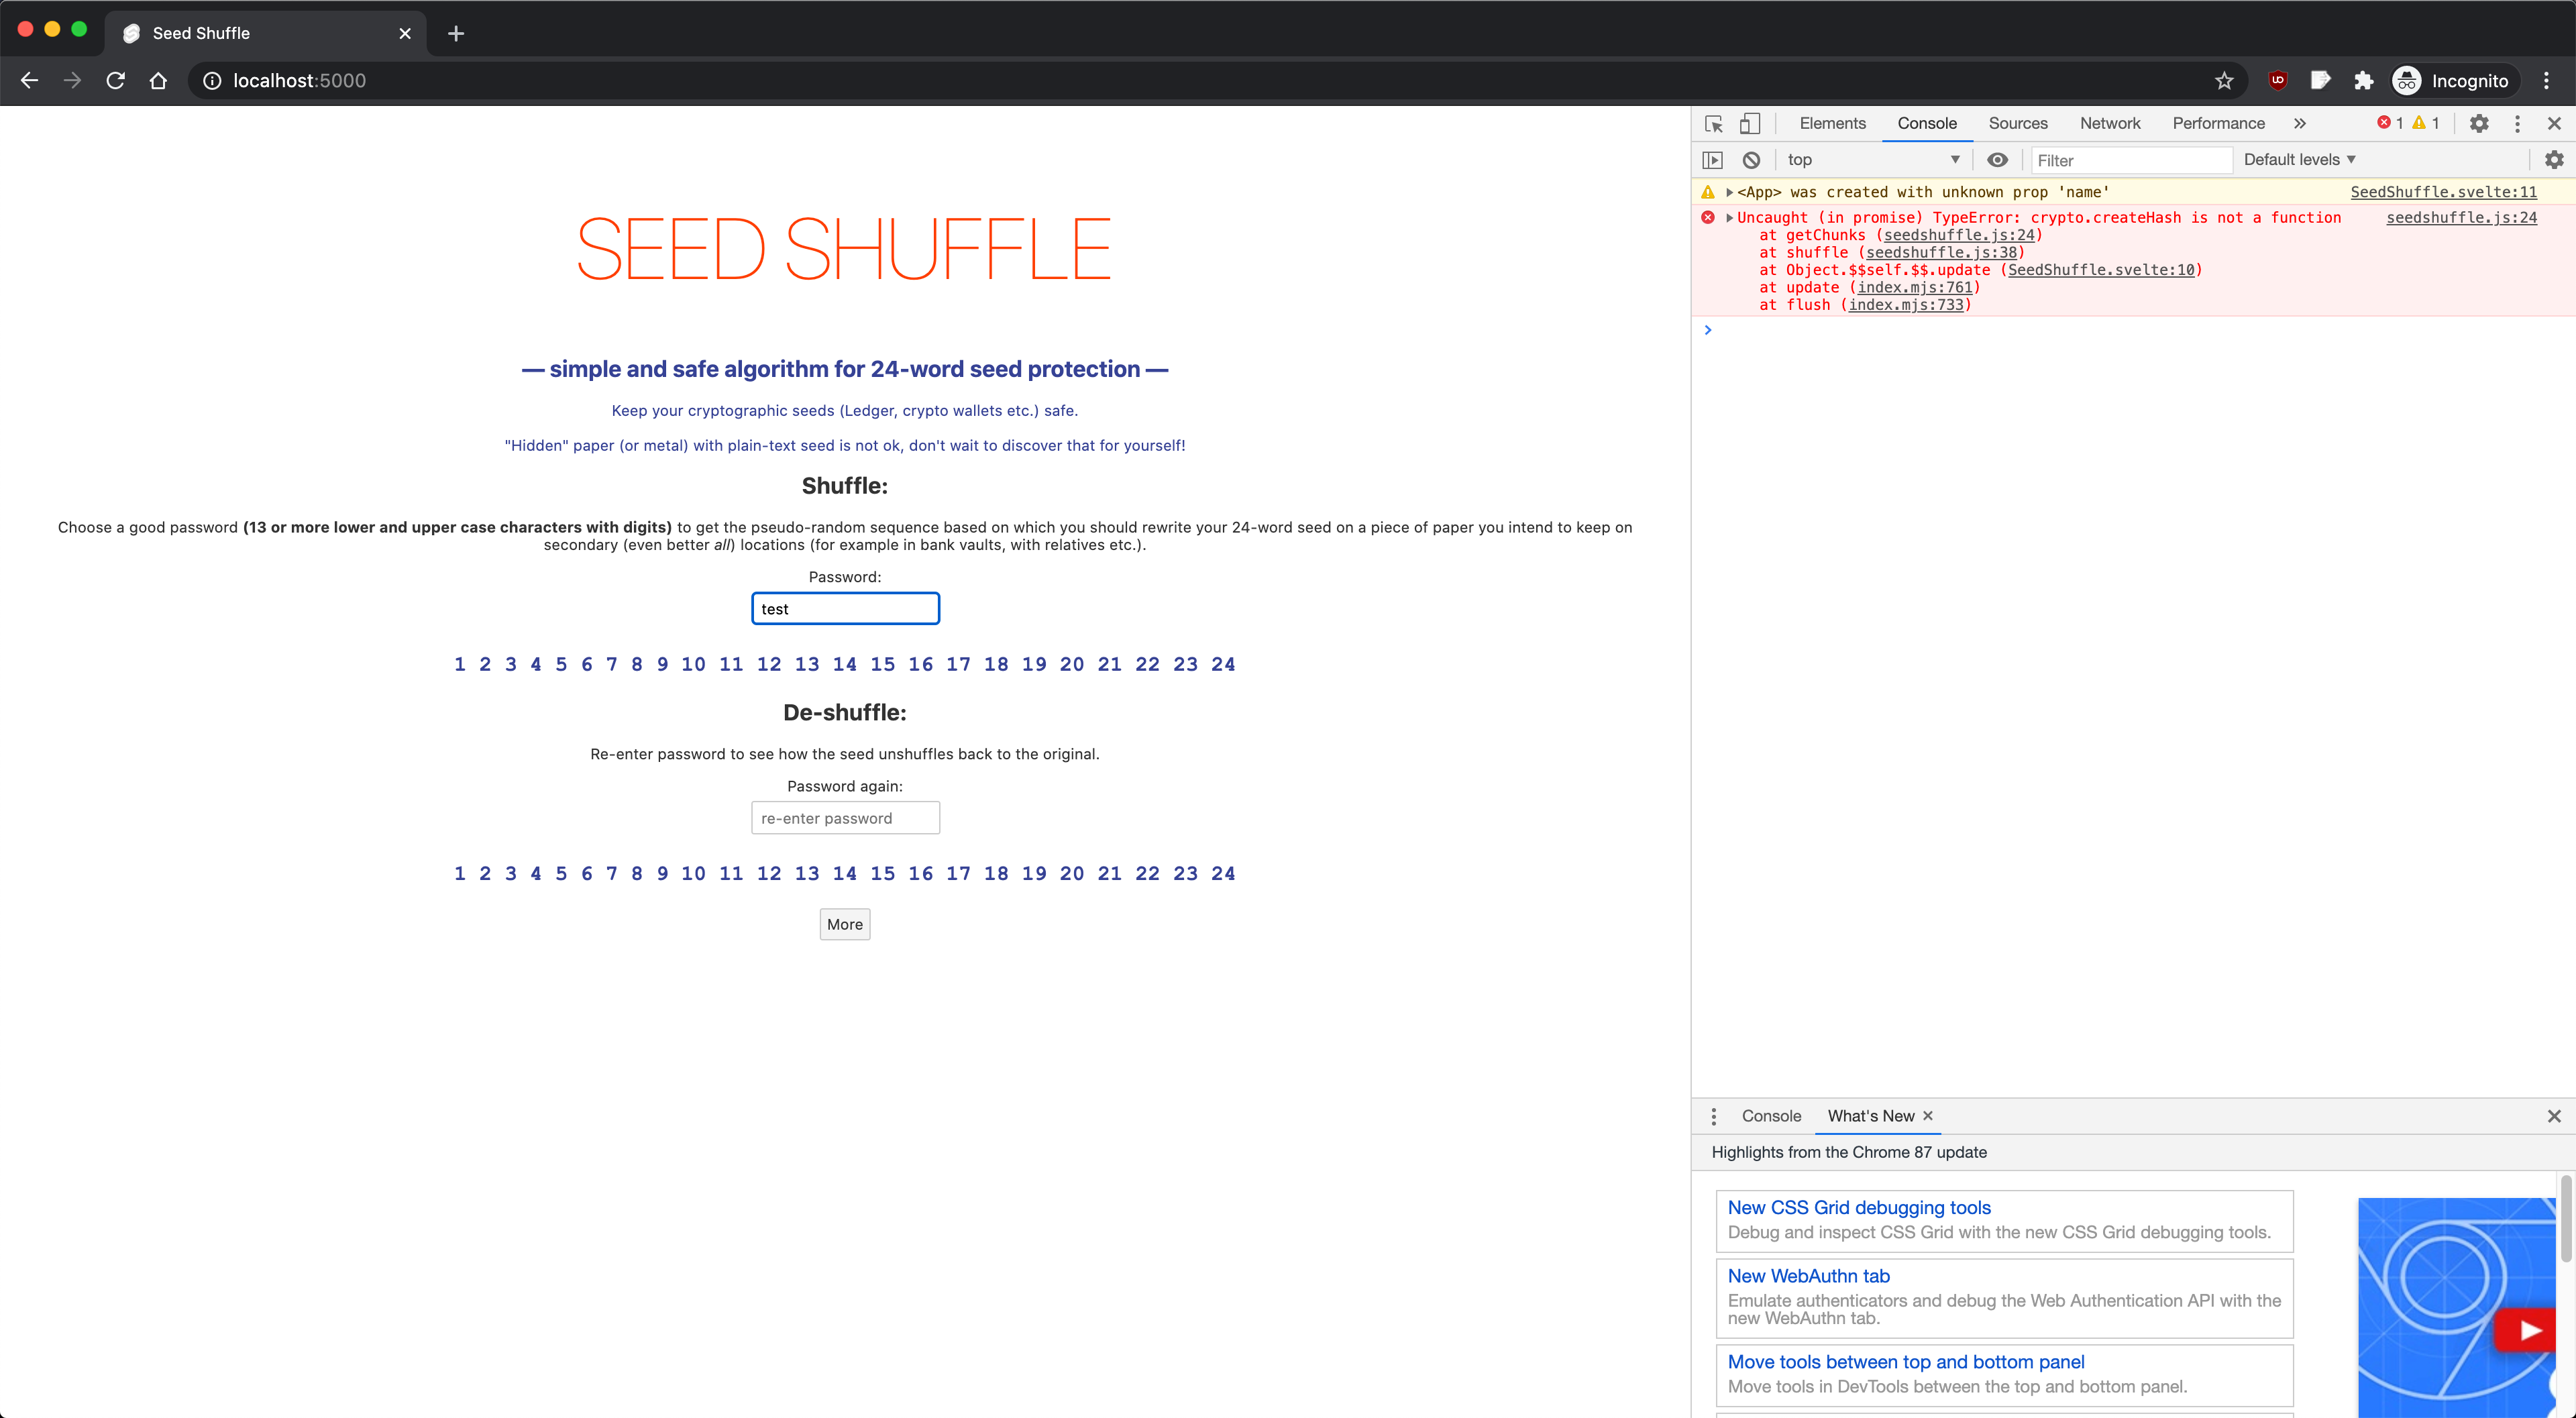 Seed Shuffle
localhost:5000
Incognito
SEED SHUFFLE
— simple and safe algorithm for 24-word seed protection —
Keep your cryptographic seeds (Ledger, crypto wallets etc.) safe.
"Hidden" paper (or metal) with plain-text seed is not ok, don't wait to discover that for yourself!
Shuffle:
Choose a good password (13 or more lower and upper case characters with digits) to get the pseudo-random sequence based on which you should rewrite your 24-word seed on a piece of paper you intend to keep on
secondary (even better all) locations (for example in bank vaults, with relatives etc.).
Password:
test
1 2 3 4 5 6 7 8 9 10 11 12 13 14 15 16 17 18 19 20 21 22 23 24
De-shuffle:
Re-enter password to see how the seed unshuffles back to the original.
Password again:
re-enter password
1 2 3 4 5 6 7 8 9 10 11 12 13 14 15 16 17 18 19 20 21 22 23 24
More
Elements Console Sources Network Performance » 1 1
top Filter Default levels
<App> was created with unknown prop 'name' SeedShuffle.svelte:11
Uncaught (in promise) TypeError: crypto.createHash is not a function seedshuffle.js:24
at getChunks (seedshuffle.js:24)
at shuffle (seedshuffle.js:38)
at Object.$$self.$$.update (SeedShuffle.svelte:10)
at update (index.mjs:761)
at flush (index.mjs:733)
Console What's New
Highlights from the Chrome 87 update
New CSS Grid debugging tools
Debug and inspect CSS Grid with the new CSS Grid debugging tools.
New WebAuthn tab
Emulate authenticators and debug the Web Authentication API with the
new WebAuthn tab.
Move tools between top and bottom panel
Move tools in DevTools between the top and bottom panel.